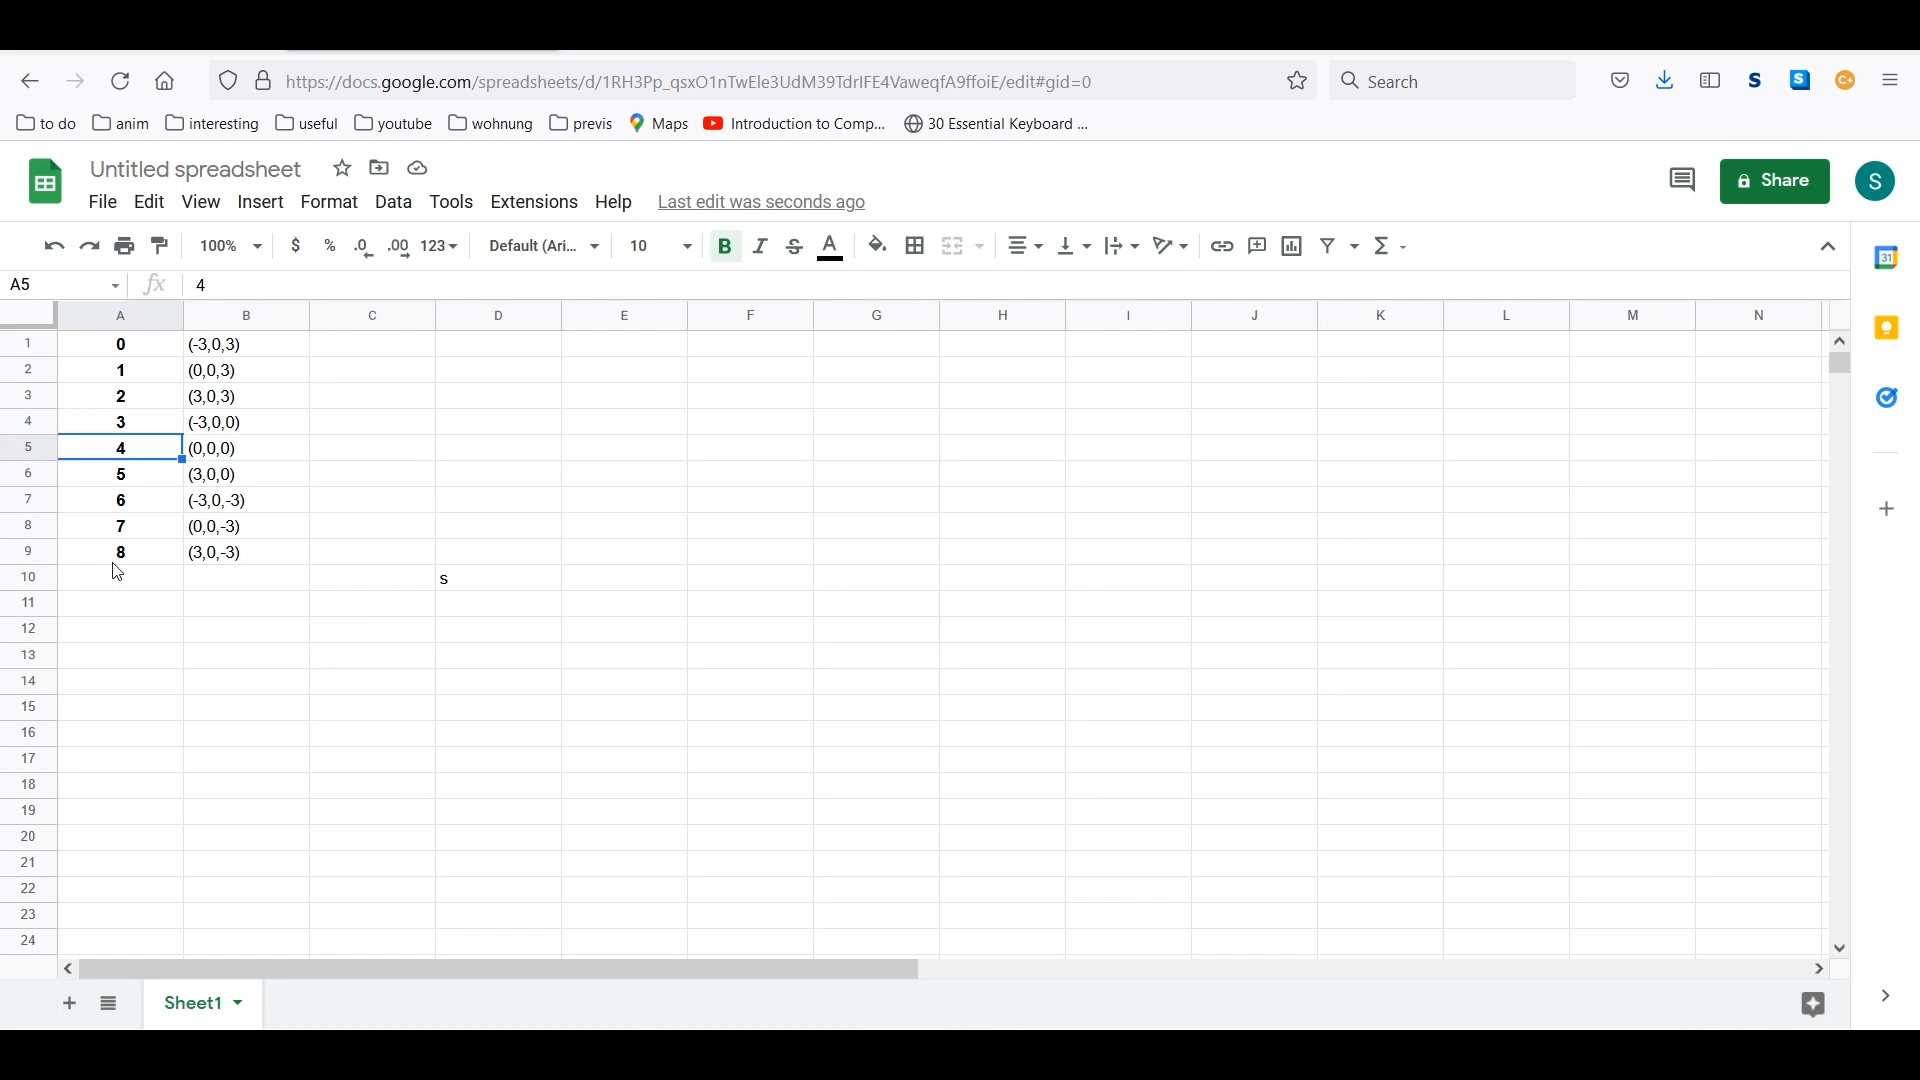 https://docs.google.com/spreadsheets/d/1RH3Pp_qsxO1nTwEle3UdM39TdrIFE4VaweqfA9ffoiE/edit#gid=0 Search S S C+
to do anim interesting useful youtube wohnung previs Maps Introduction to Comp... 30 Essential Keyboard ...
Untitled spreadsheet
Share S
File Edit View Insert Format Data Tools Extensions Help Last edit was seconds ago
100% $ % .0 .00 123 Default (Ari... 10 B I S A Σ
31
A5 fx 4
A B C D E F G H I J K L M N
1 0 (-3,0,3)
2 1 (0,0,3)
3 2 (3,0,3)
4 3 (-3,0,0)
5 4 (0,0,0)
6 5 (3,0,0)
7 6 (-3,0,-3)
8 7 (0,0,-3)
9 8 (3,0,-3)
10 s
11
12
13
14
15
16
17
18
19
20
21
22
23
24
Sheet1